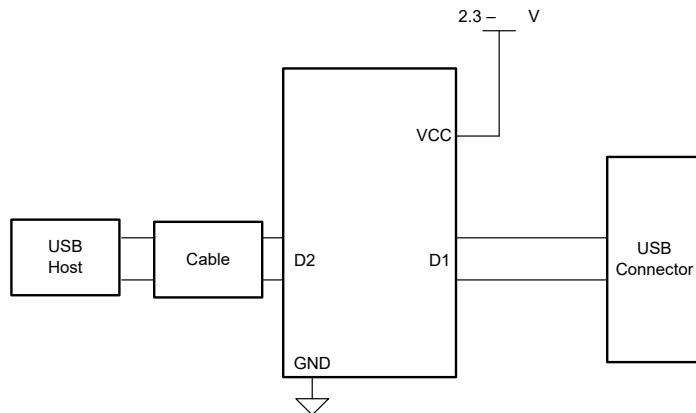 2.3 – V
VCC
USB
Host
Cable
D2
D1
USB
Connector
GND